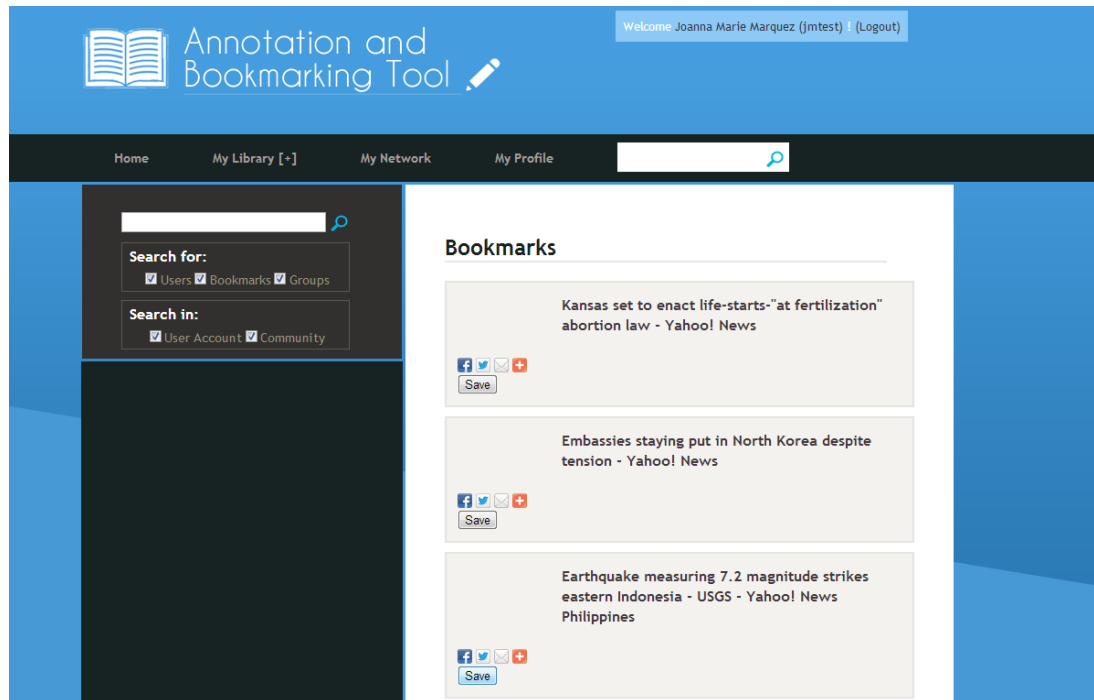 Annotation and
Bookmarking Tool
Welcome Joanna Marie Marquez (jmtest) ! (Logout)
Home My Library [+] My Network My Profile
Search for:
Users Bookmarks Groups
Search in:
User Account Community
Bookmarks
Kansas set to enact life-starts-"at fertilization"
abortion law - Yahoo! News
Save
Embassies staying put in North Korea despite
tension - Yahoo! News
Save
Earthquake measuring 7.2 magnitude strikes
eastern Indonesia - USGS - Yahoo! News
Philippines
Save